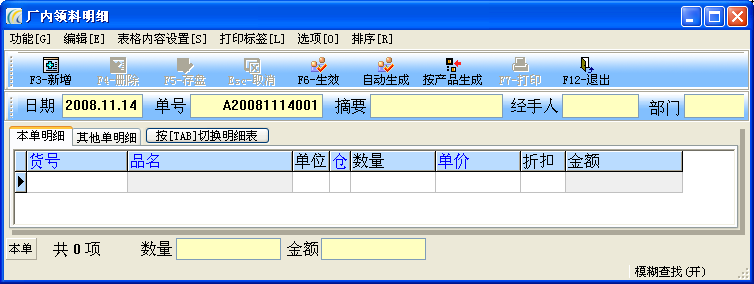 厂内领料明细
功能[G] 编辑[E] 表格内容设置[S] 打印标签[L] 选项[O] 排序[R]
F3-新增 F4-删除 F5-存盘 Esc-取消 F6-生效 自动生成 按产品生成 F7-打印 F12-退出
日期 2008.11.14 单号 A20081114001 摘要 经手人 部门
本单明细 其他单明细 按[TAB]切换明细表
货号 品名 单位 仓 数量 单价 折扣 金额
本单 共 0 项 数量 金额
模糊查找(开)